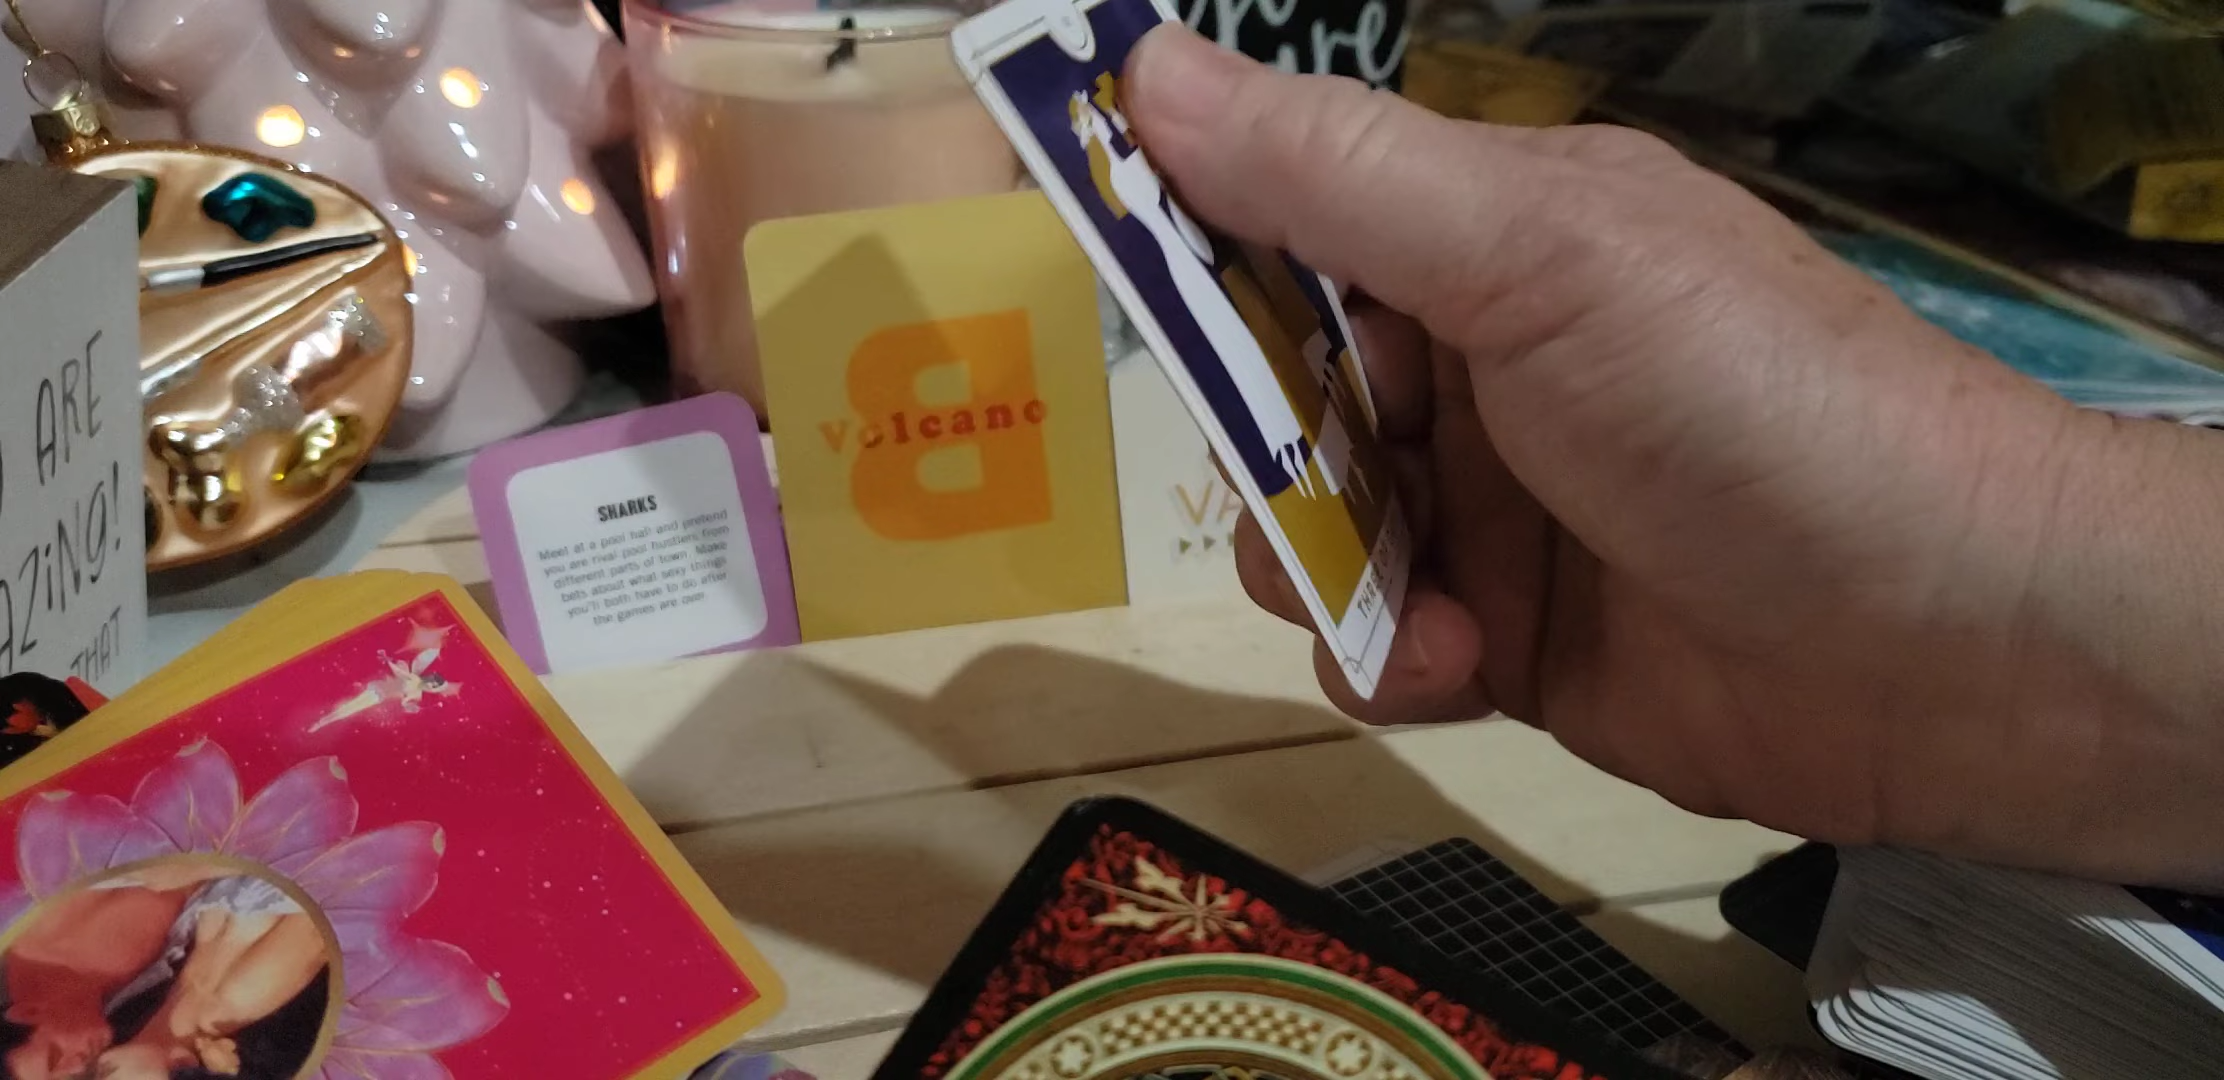 ARE
AZiNG!
THAT
SHARKS
Meet at a pool hall and pretend
you are rival pool hustlers from
different parts of town. Make
bets about what sexy things
you'll both have to do after
the games are over.
B
Volcano
VA
THREE